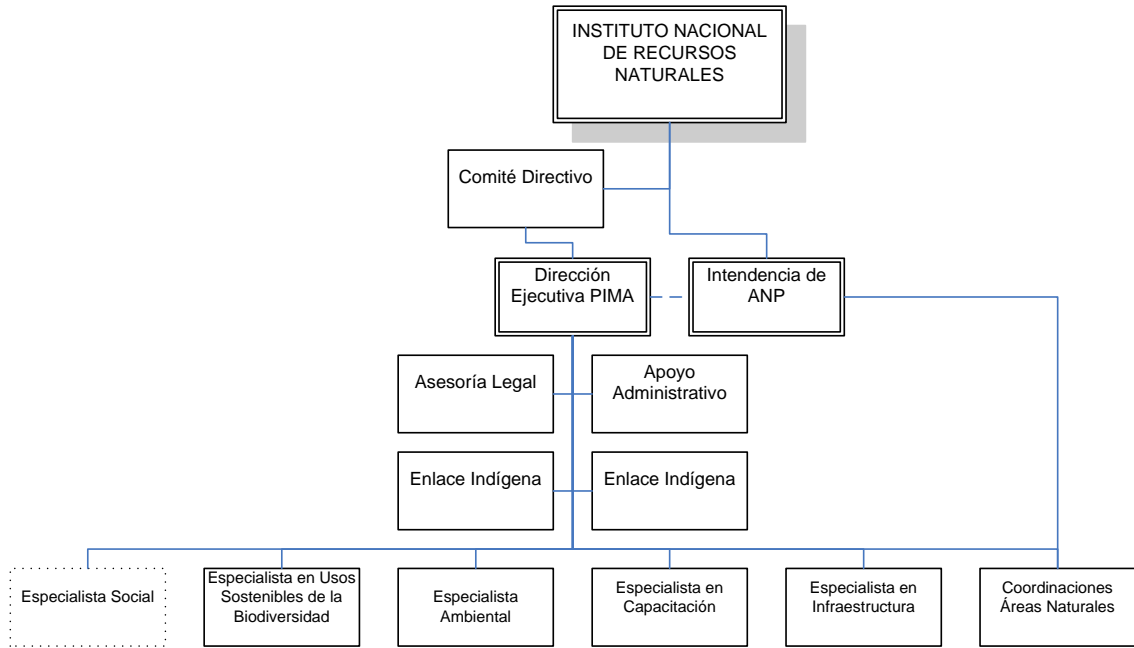 INSTITUTO NACIONAL
DE RECURSOS
NATURALES
Comité Directivo
Dirección
Ejecutiva PIMA
Intendencia de
ANP
Asesoría Legal
Apoyo
Administrativo
Enlace Indígena
Enlace Indígena
Especialista Social
Especialista en Usos
Sostenibles de la
Biodiversidad
Especialista
Ambiental
Especialista en
Capacitación
Especialista en
Infraestructura
Coordinaciones
Áreas Naturales